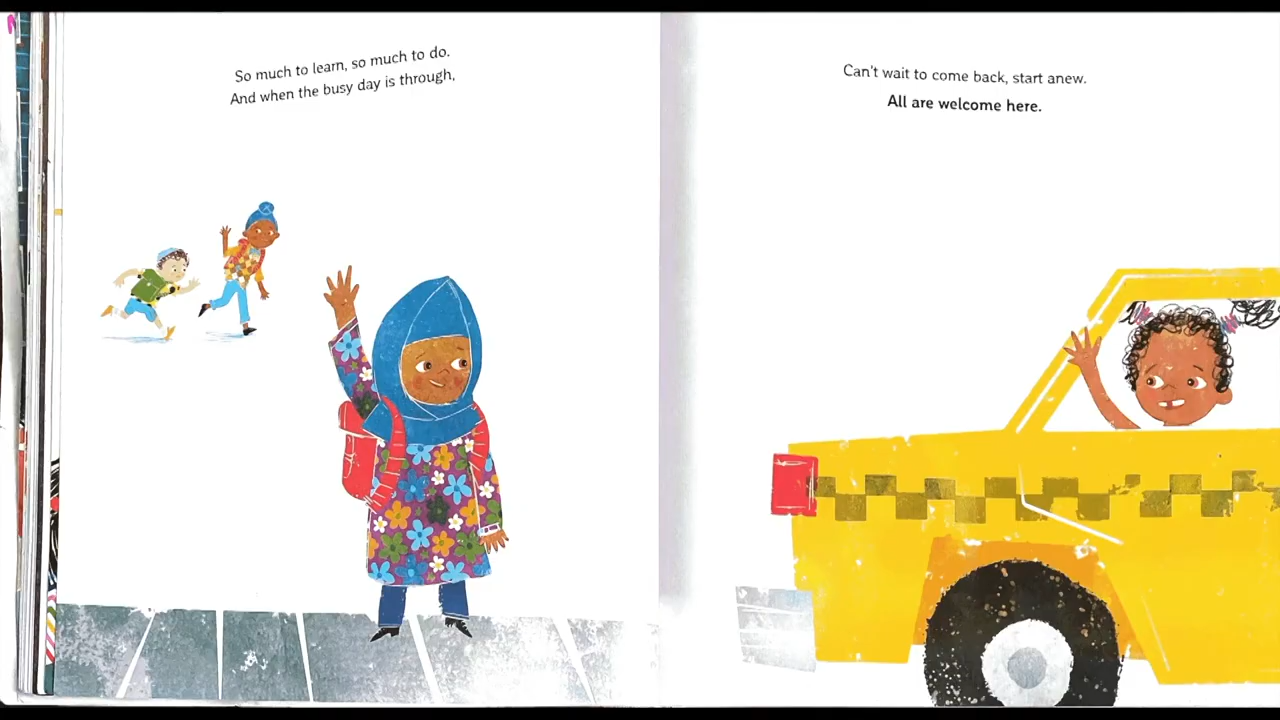 So much to learn, so much to do.
And when the busy day is through,
Can't wait to come back, start anew.
All are welcome here.